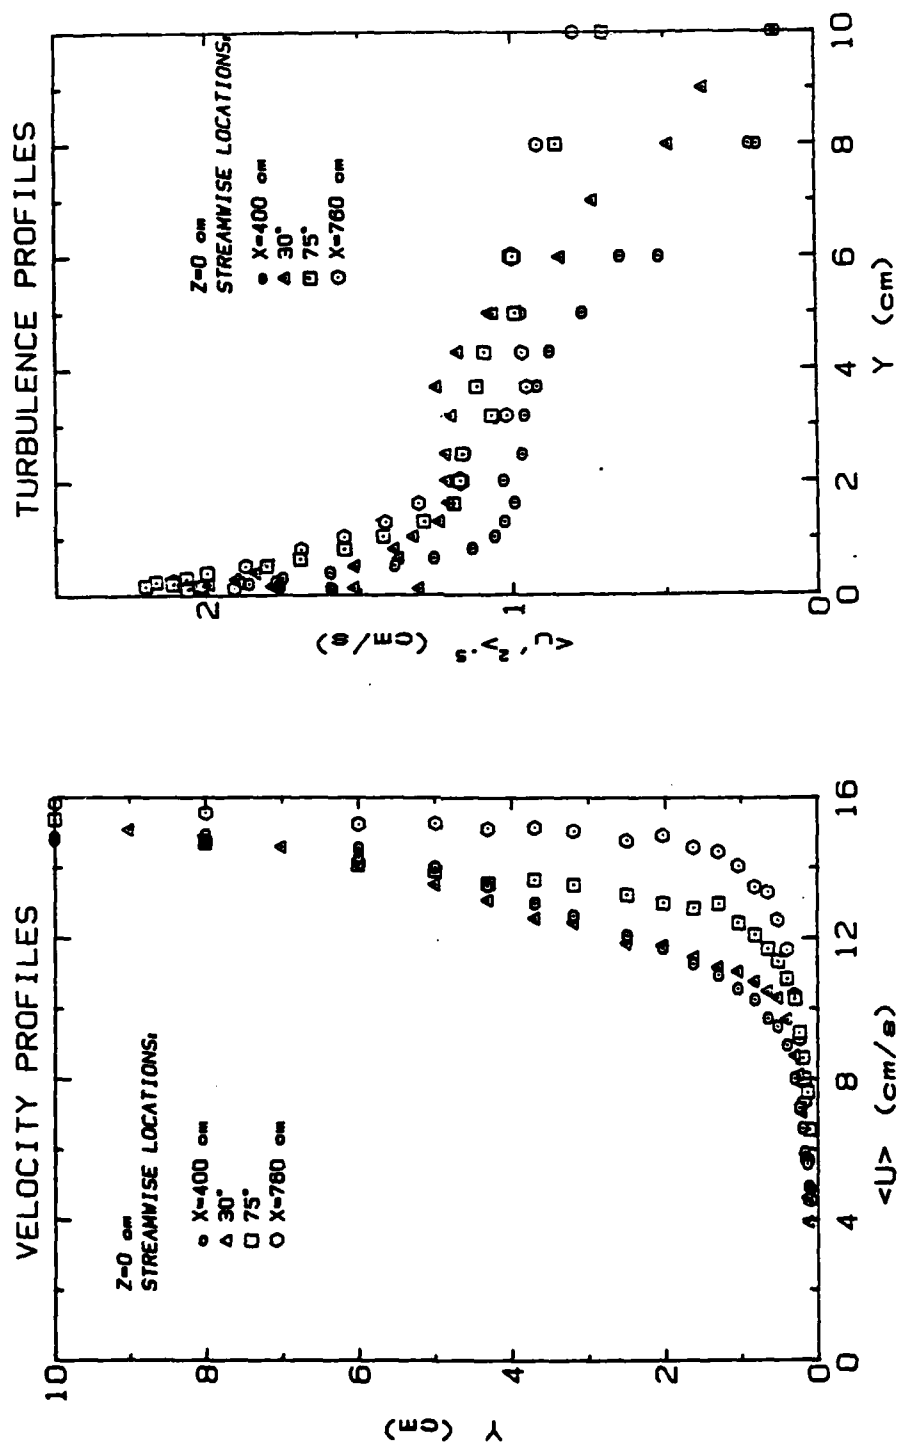 VELOCITY PROFILES
Z=0 cm
STREAMWISE LOCATIONS:
X=400 cm
30°
75°
X=760 cm
10
8
6
4
2
0
Y
(cm)
0
4
8
12
16
<U> (cm/s)
TURBULENCE PROFILES
Z=0 cm
STREAMWISE LOCATIONS:
X=400 cm
30°
75°
X=760 cm
2
1
0
<U'²>·⁵
(cm/s)
0
2
4
6
8
10
Y (cm)